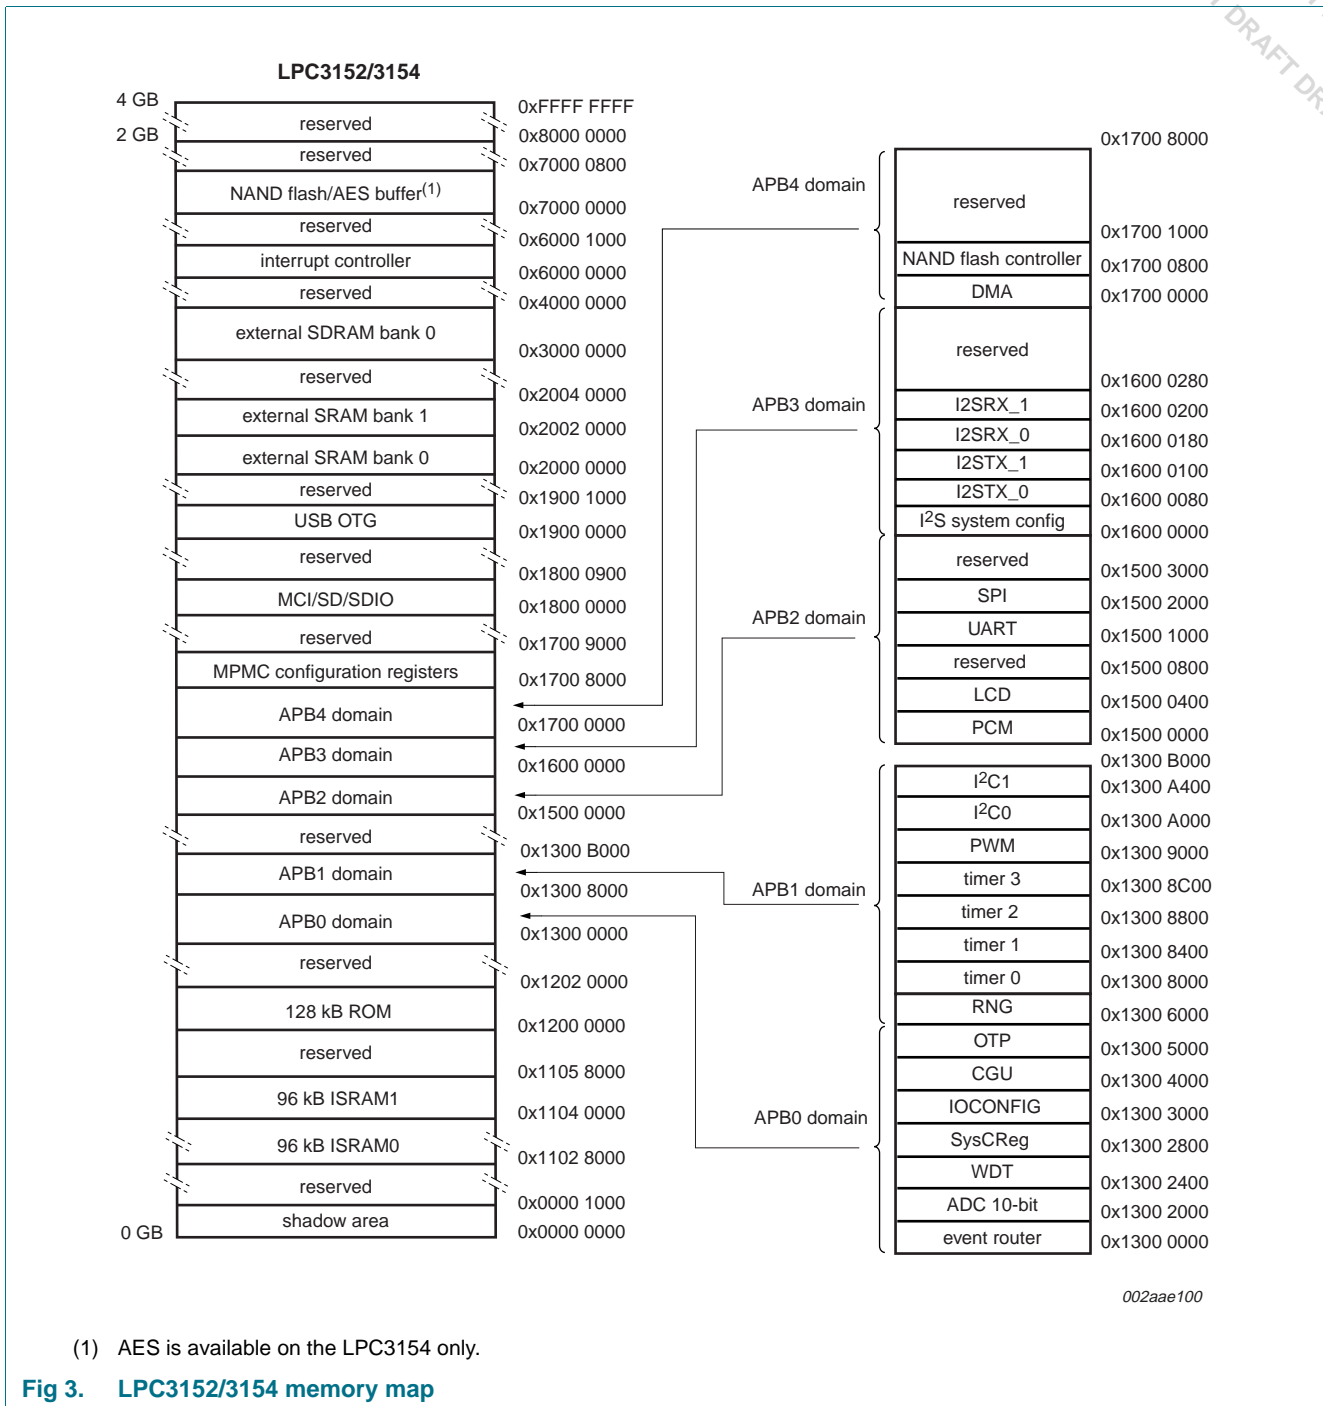 DRAFT DRAFT
LPC3152/3154
4 GB
0xFFFF FFFF
reserved
2 GB
0x8000 0000
reserved
0x7000 0800
NAND flash/AES buffer(1)
0x7000 0000
reserved
0x6000 1000
interrupt controller
0x6000 0000
reserved
0x4000 0000
external SDRAM bank 0
0x3000 0000
reserved
0x2004 0000
external SRAM bank 1
0x2002 0000
external SRAM bank 0
0x2000 0000
reserved
0x1900 1000
USB OTG
0x1900 0000
reserved
0x1800 0900
MCI/SD/SDIO
0x1800 0000
reserved
0x1700 9000
MPMC configuration registers
0x1700 8000
APB4 domain
0x1700 0000
APB3 domain
0x1600 0000
APB2 domain
0x1500 0000
reserved
0x1300 B000
APB1 domain
0x1300 8000
APB0 domain
0x1300 0000
reserved
0x1202 0000
128 kB ROM
0x1200 0000
reserved
0x1105 8000
96 kB ISRAM1
0x1104 0000
96 kB ISRAM0
0x1102 8000
reserved
0x0000 1000
shadow area
0 GB
0x0000 0000
0x1700 8000
APB4 domain
reserved
0x1700 1000
NAND flash controller
0x1700 0800
DMA
0x1700 0000
APB3 domain
reserved
0x1600 0280
I2SRX_1
0x1600 0200
I2SRX_0
0x1600 0180
I2STX_1
0x1600 0100
I2STX_0
0x1600 0080
I2S system config
0x1600 0000
APB2 domain
reserved
0x1500 3000
SPI
0x1500 2000
UART
0x1500 1000
reserved
0x1500 0800
LCD
0x1500 0400
PCM
0x1500 0000
0x1300 B000
APB1 domain
I2C1
0x1300 A400
I2C0
0x1300 A000
PWM
0x1300 9000
timer 3
0x1300 8C00
timer 2
0x1300 8800
timer 1
0x1300 8400
timer 0
0x1300 8000
RNG
0x1300 6000
APB0 domain
OTP
0x1300 5000
CGU
0x1300 4000
IOCONFIG
0x1300 3000
SysCReg
0x1300 2800
WDT
0x1300 2400
ADC 10-bit
0x1300 2000
event router
0x1300 0000
002aae100
(1) AES is available on the LPC3154 only.
Fig 3. LPC3152/3154 memory map